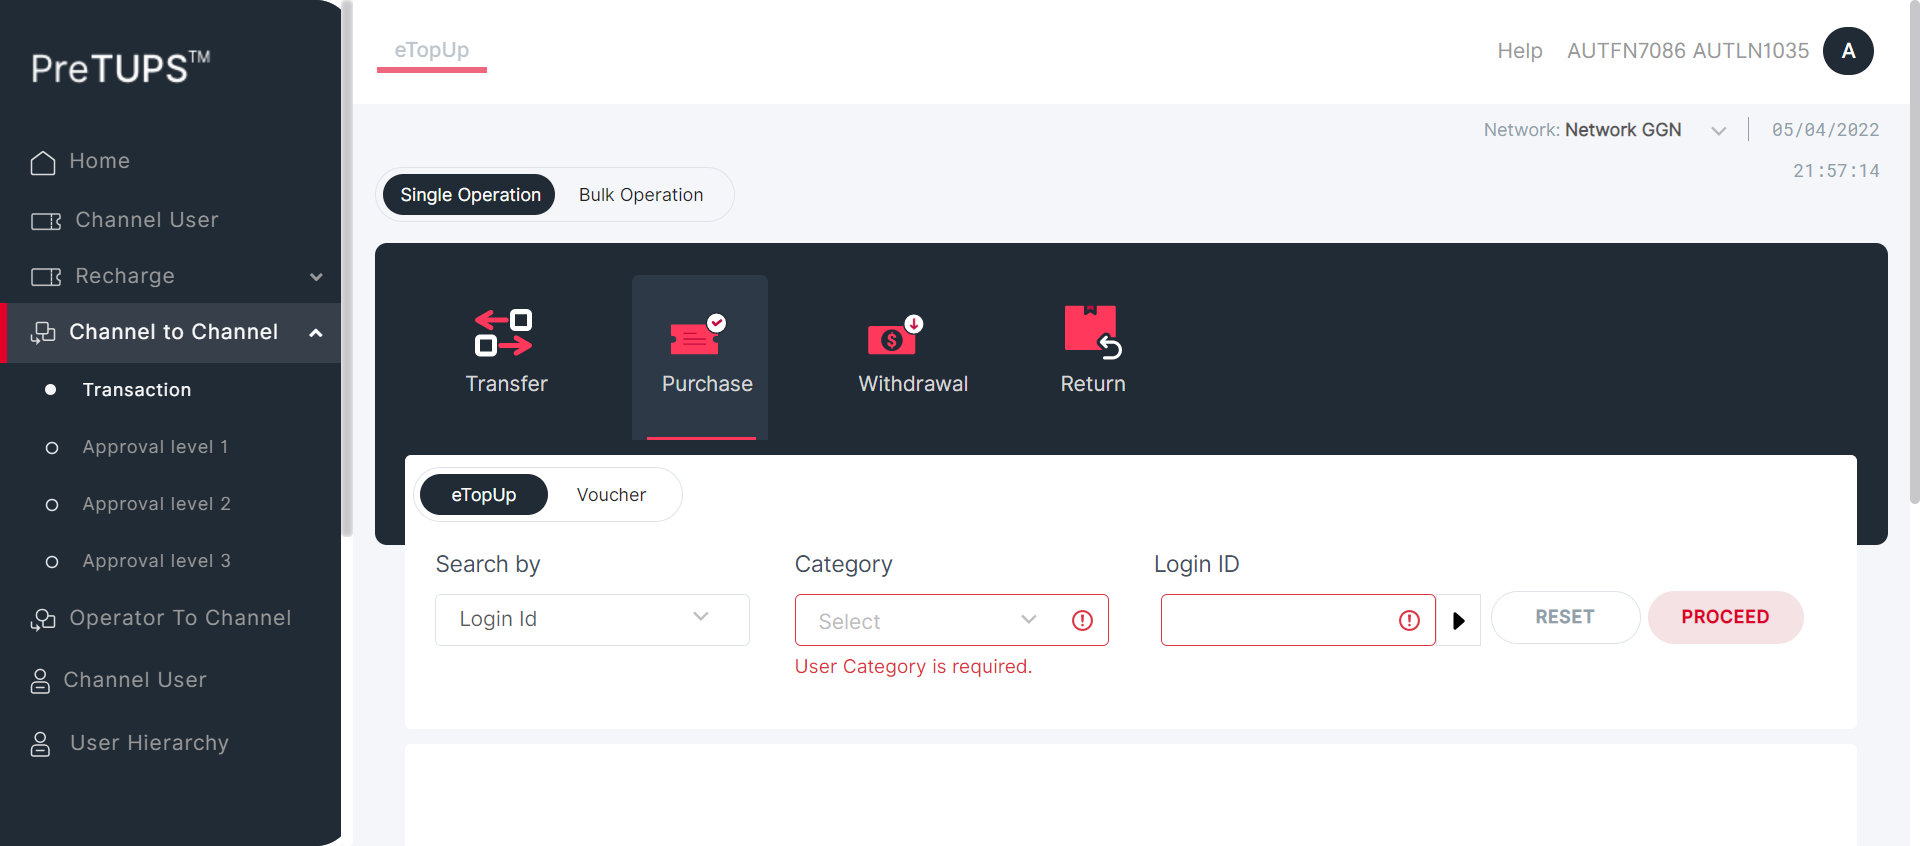 PreTUPS™
Home
Channel User
Recharge
Channel to Channel
Transaction
Approval level 1
Approval level 2
Approval level 3
Operator To Channel
Channel User
User Hierarchy
eTopUp
Help AUTFN7086 AUTLN1035 A
Network: Network GGN 05/04/2022
21:57:14
Single Operation Bulk Operation
Transfer Purchase Withdrawal Return
eTopUp Voucher
Search by Category Login ID
Login Id Select RESET PROCEED
User Category is required.